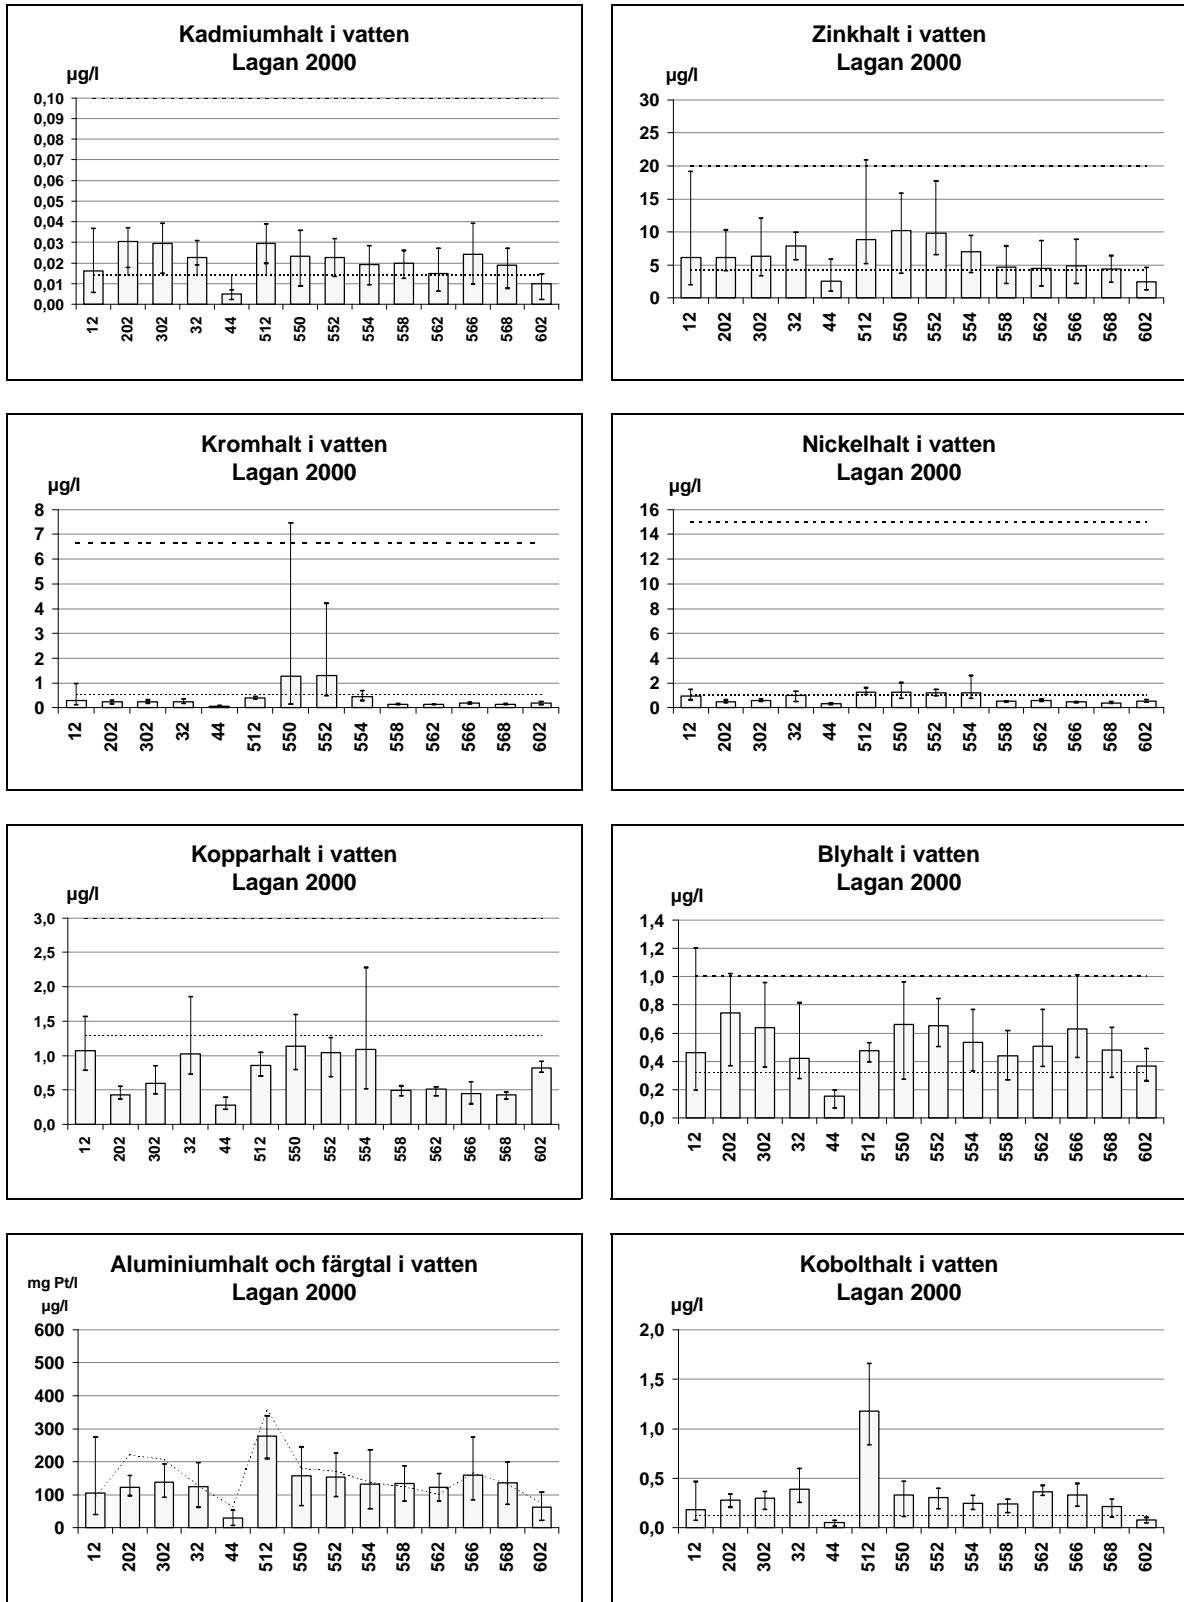 Kadmiumhalt i vatten
Lagan 2000
µg/l
0,10
0,09
0,08
0,07
0,06
0,05
0,04
0,03
0,02
0,01
0,00
12 202 302 32 44 512 550 552 554 558 562 566 568 602
Zinkhalt i vatten
Lagan 2000
µg/l
30
25
20
15
10
5
0
12 202 302 32 44 512 550 552 554 558 562 566 568 602
Kromhalt i vatten
Lagan 2000
µg/l
8
7
6
5
4
3
2
1
0
12 202 302 32 44 512 550 552 554 558 562 566 568 602
Nickelhalt i vatten
Lagan 2000
µg/l
16
14
12
10
8
6
4
2
0
12 202 302 32 44 512 550 552 554 558 562 566 568 602
Kopparhalt i vatten
Lagan 2000
µg/l
3,0
2,5
2,0
1,5
1,0
0,5
0,0
12 202 302 32 44 512 550 552 554 558 562 566 568 602
Blyhalt i vatten
Lagan 2000
µg/l
1,4
1,2
1,0
0,8
0,6
0,4
0,2
0,0
12 202 302 32 44 512 550 552 554 558 562 566 568 602
Aluminiumhalt och färgtal i vatten
Lagan 2000
mg Pt/l
µg/l
600
500
400
300
200
100
0
12 202 302 32 44 512 550 552 554 558 562 566 568 602
Kobolthalt i vatten
Lagan 2000
µg/l
2,0
1,5
1,0
0,5
0,0
12 202 302 32 44 512 550 552 554 558 562 566 568 602